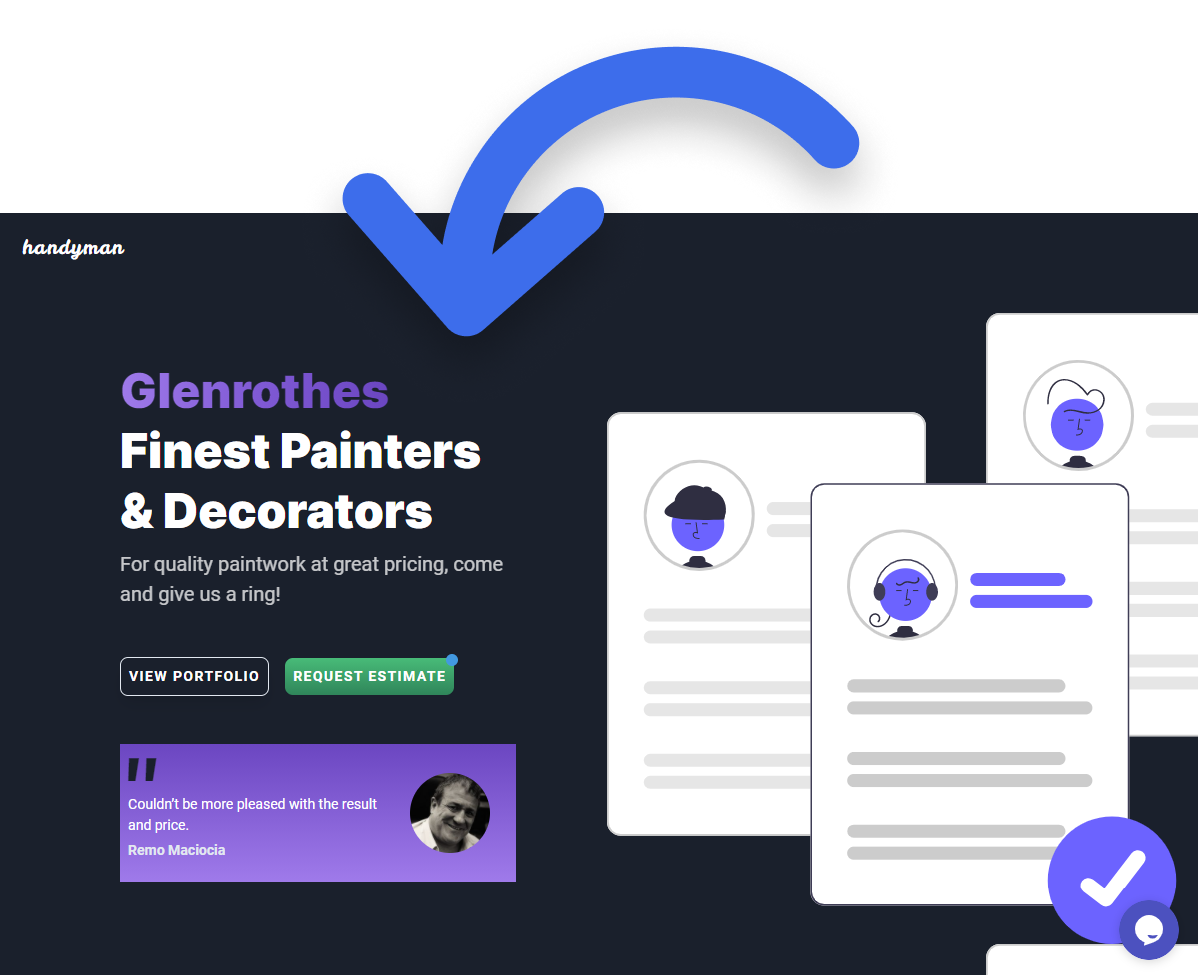 handyman
Glenrothes
Finest Painters
& Decorators
For quality paintwork at great pricing, come
and give us a ring!
VIEW PORTFOLIO
REQUEST ESTIMATE
"
Couldn't be more pleased with the result
and price.
Remo Maciocia